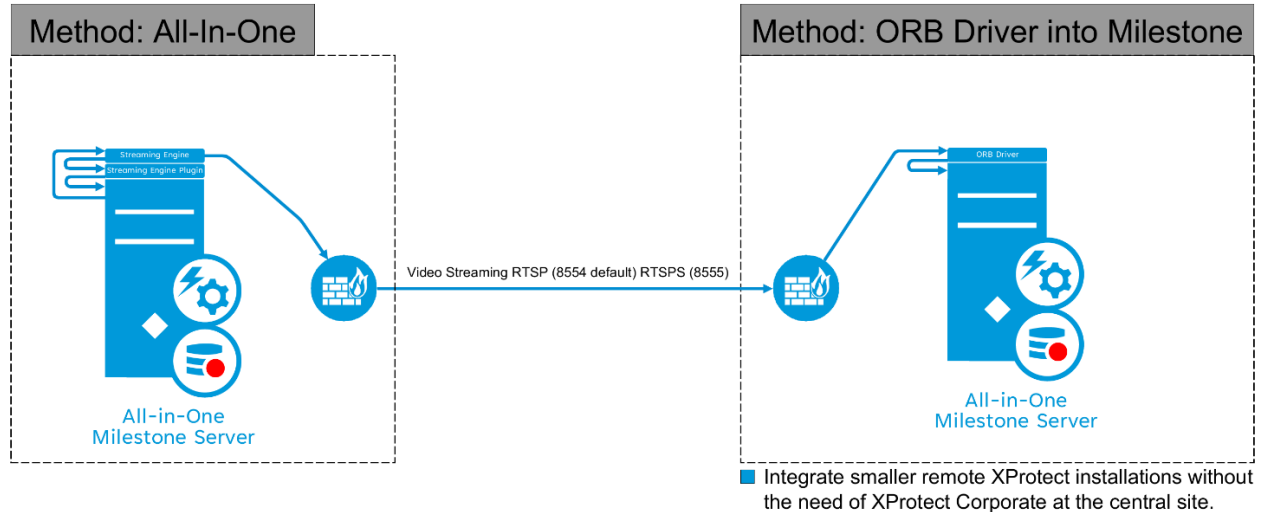 Method: All-In-One
Streaming Engine
Streaming Engine Plugin
All-in-One
Milestone Server
Video Streaming RTSP (8554 default) RTSPS (8555)
Method: ORB Driver into Milestone
ORB Driver
All-in-One
Milestone Server
Integrate smaller remote XProtect installations without
the need of XProtect Corporate at the central site.